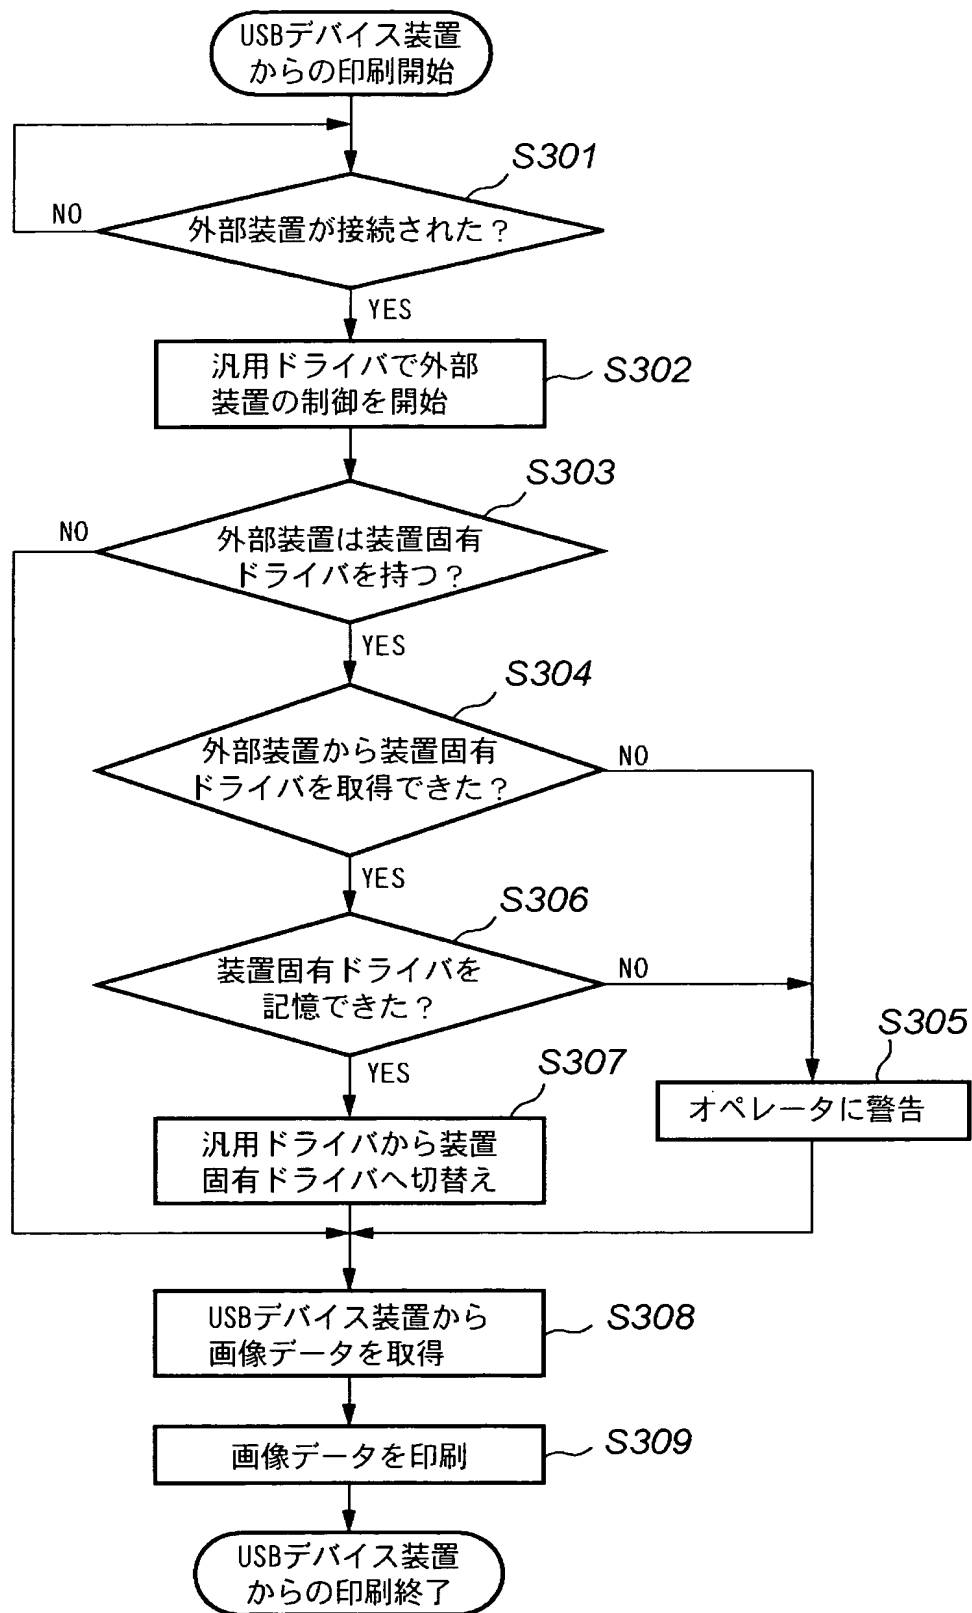 USBデバイス装置
からの印刷開始
S301
NO
外部装置が接続された?
YES
汎用ドライバで外部
装置の制御を開始
S302
S303
NO
外部装置は装置固有
ドライバを持つ?
YES
S304
外部装置から装置固有
ドライバを取得できた?
NO
YES
S306
装置固有ドライバを
記憶できた?
NO
S305
オペレータに警告
YES
S307
汎用ドライバから装置
固有ドライバへ切替え
USBデバイス装置から
画像データを取得
S308
画像データを印刷
S309
USBデバイス装置
からの印刷終了